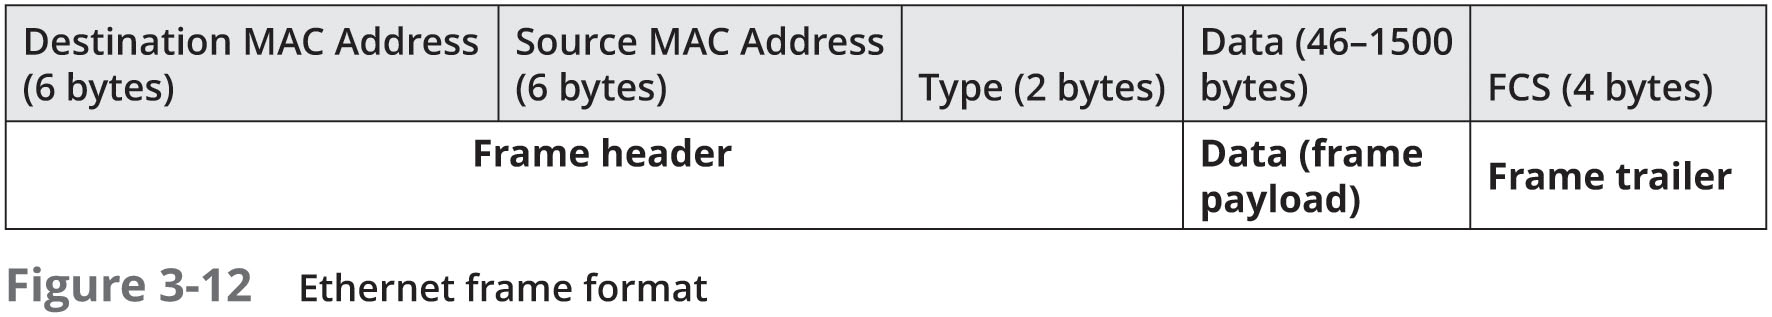 Destination MAC Address
(6 bytes)
Source MAC Address
(6 bytes)
Type (2 bytes)
Data (46–1500
bytes)
FCS (4 bytes)
Frame header
Data (frame
payload)
Frame trailer
Figure 3-12 Ethernet frame format